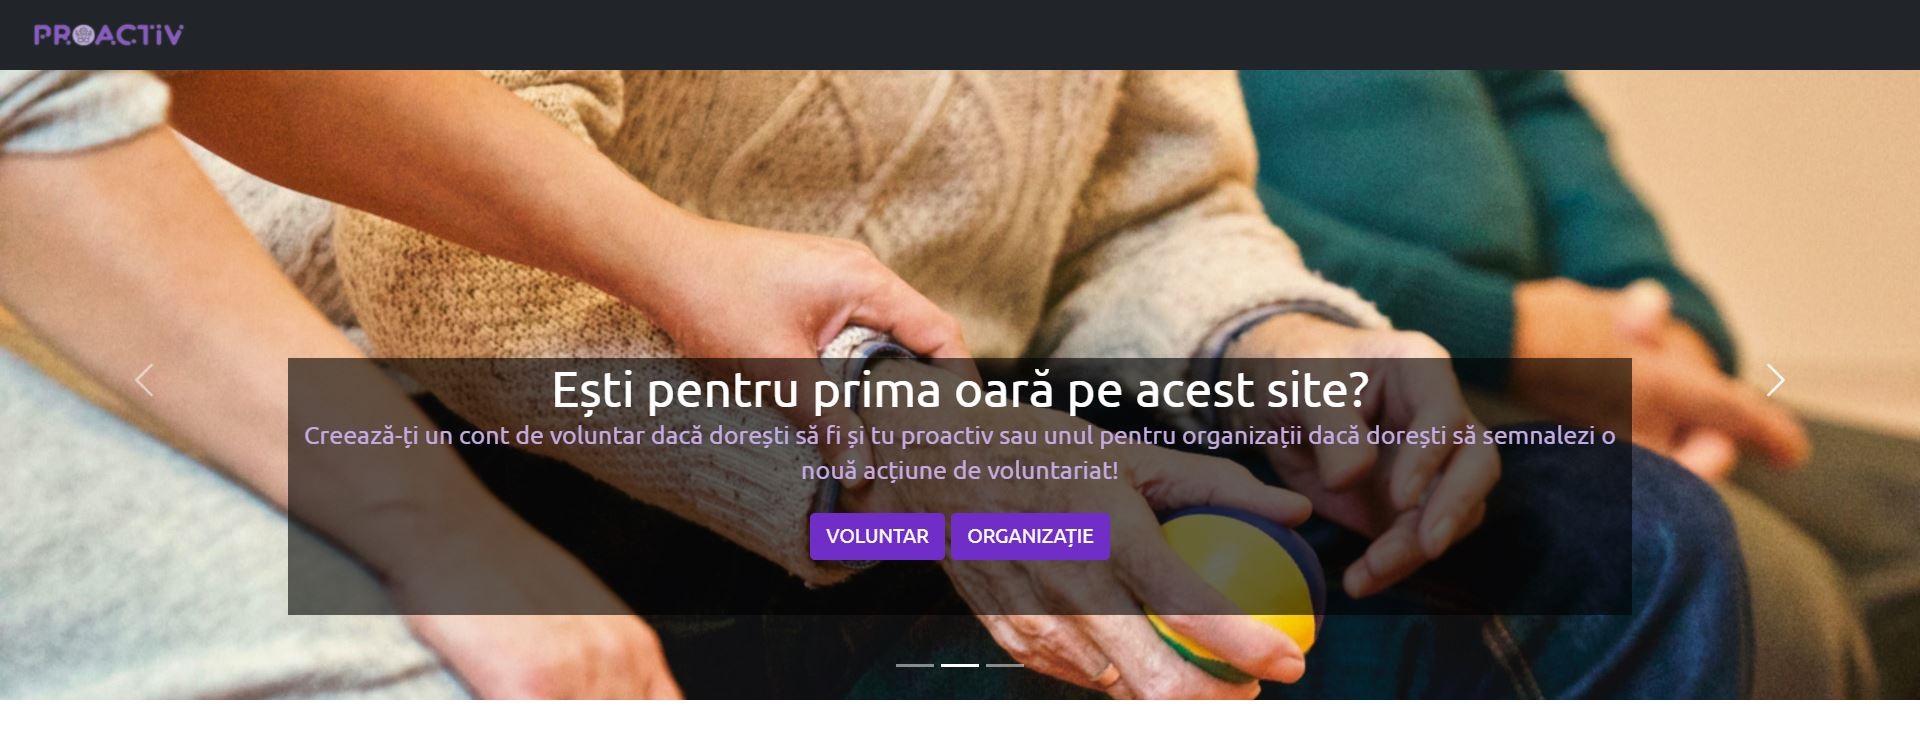 PROACTIV
Ești pentru prima oară pe acest site?
Creează-ți un cont de voluntar dacă dorești să fi și tu proactiv sau unul pentru organizații dacă dorești să semnalezi o
nouă acțiune de voluntariat!
VOLUNTAR ORGANIZAȚIE